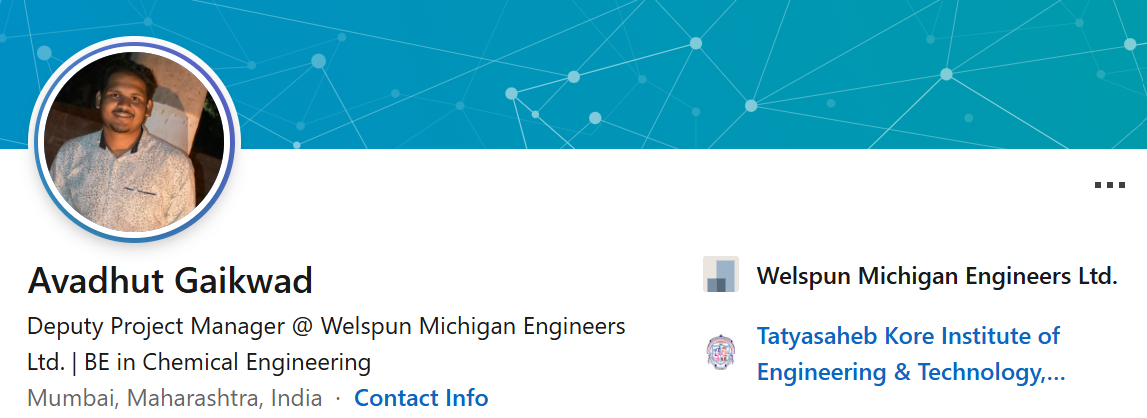 Avadhut Gaikwad
Deputy Project Manager @ Welspun Michigan Engineers
Ltd. | BE in Chemical Engineering
Mumbai, Maharashtra, India · Contact Info
Welspun Michigan Engineers Ltd.
Tatyasaheb Kore Institute of
Engineering & Technology,...